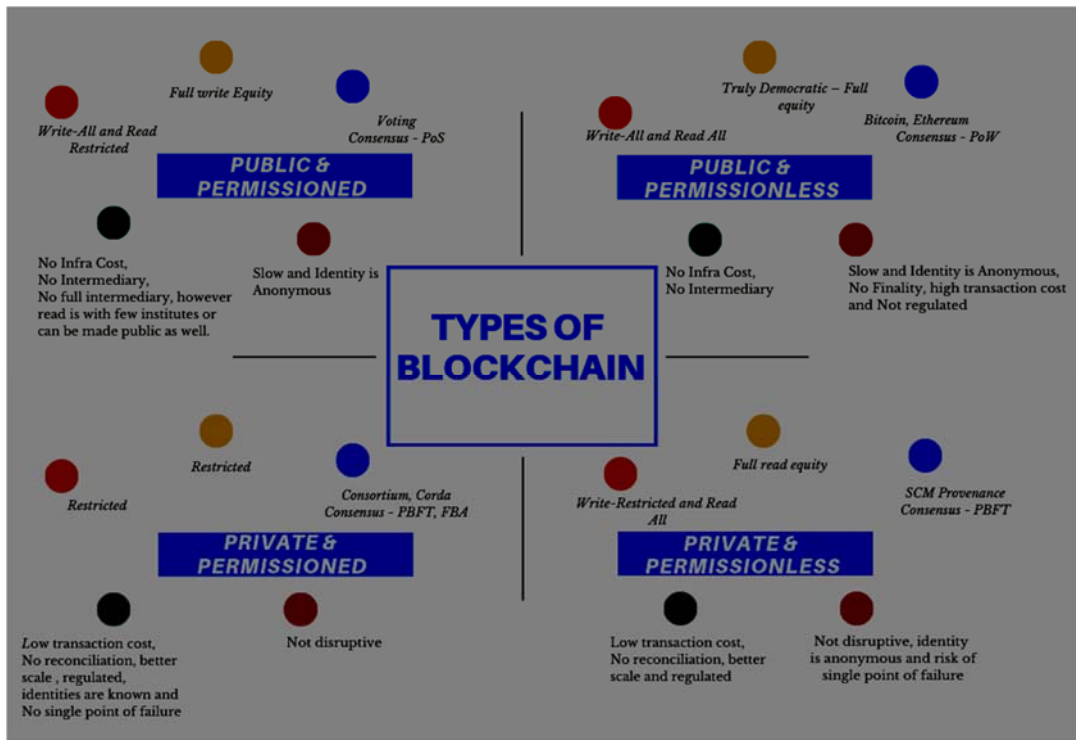 Full write Equity
Write-All and Read
Restricted
Voting
Consensus - PoS
PUBLIC &
PERMISSIONED
No Infra Cost,
No Intermediary,
No full intermediary, however
read is with few institutes or
can be made public as well.
Slow and Identity is
Anonymous
Truly Democratic – Full
equity
Write-All and Read All
Bitcoin, Ethereum
Consensus - PoW
PUBLIC &
PERMISSIONLESS
No Infra Cost,
No Intermediary
Slow and Identity is Anonymous,
No Finality, high transaction cost
and Not regulated
TYPES OF
BLOCKCHAIN
Restricted
Restricted
Consortium, Corda
Consensus - PBFT, FBA
PRIVATE &
PERMISSIONED
Low transaction cost,
No reconciliation, better
scale , regulated,
identities are known and
No single point of failure
Not disruptive
Full read equity
Write-Restricted and Read
All
SCM Provenance
Consensus - PBFT
PRIVATE &
PERMISSIONLESS
Low transaction cost,
No reconciliation, better
scale and regulated
Not disruptive, identity
is anonymous and risk of
single point of failure